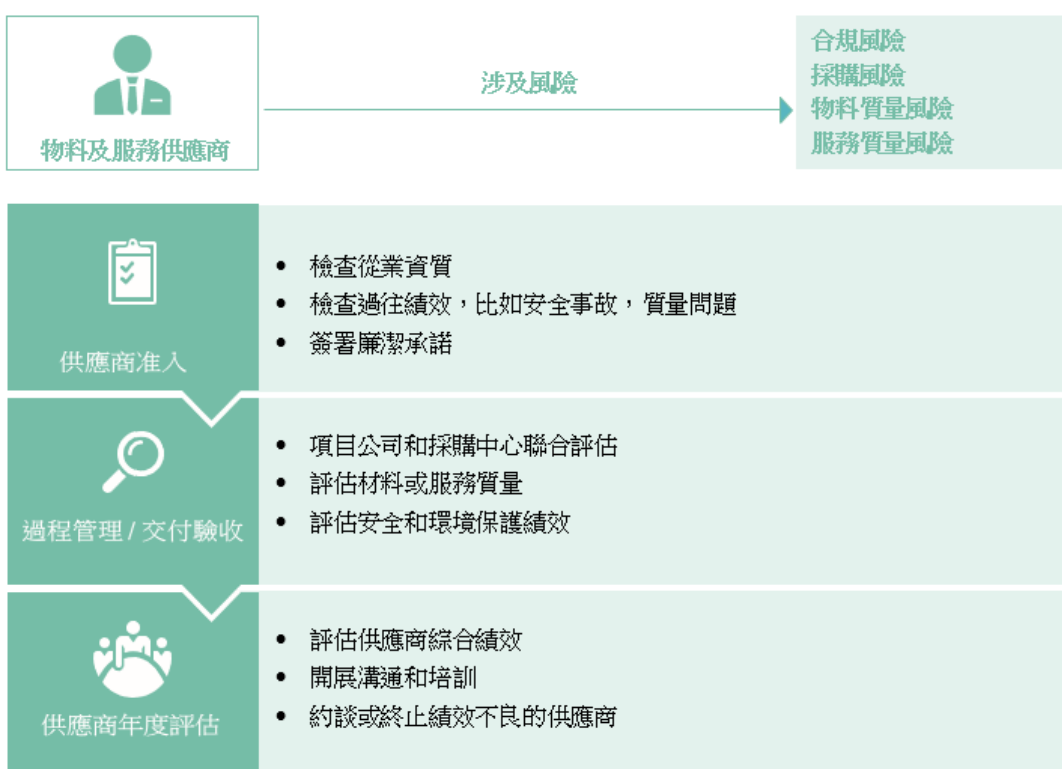 物料及服務供應商
涉及風險
合規風險
採購風險
物料質量風險
服務質量風險
供應商准入
• 檢查從業資質
• 檢查過往績效，比如安全事故，質量問題
• 簽署廉潔承諾
過程管理 / 交付驗收
• 項目公司和採購中心聯合評估
• 評估材料或服務質量
• 評估安全和環境保護績效
供應商年度評估
• 評估供應商綜合績效
• 開展溝通和培訓
• 約談或終止績效不良的供應商